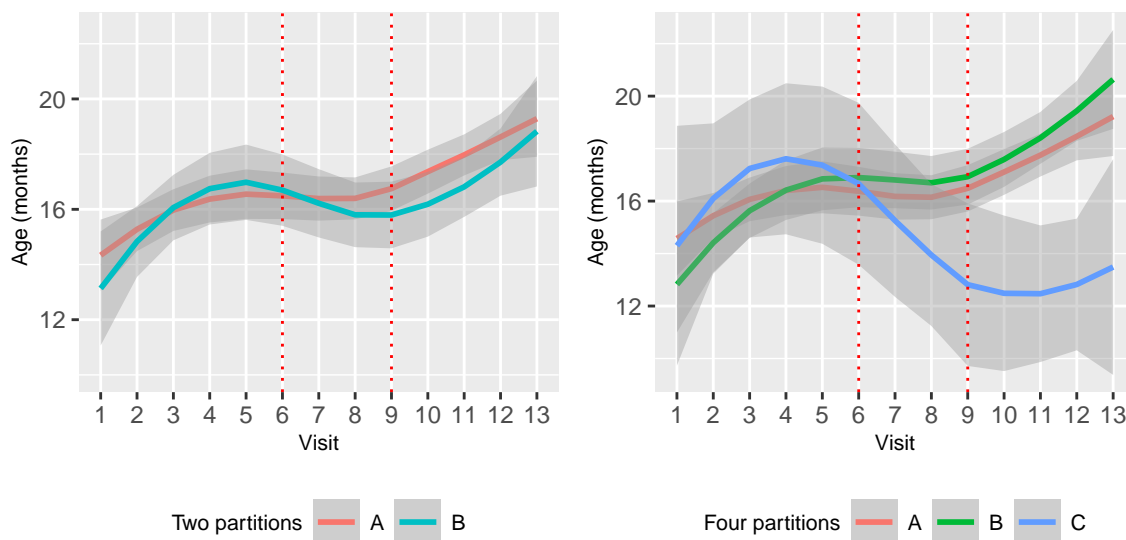 20
16
12
Age (months)
1 2 3 4 5 6 7 8 9 10 11 12 13
Visit
Two partitions A B
20
16
12
Age (months)
1 2 3 4 5 6 7 8 9 10 11 12 13
Visit
Four partitions A B C